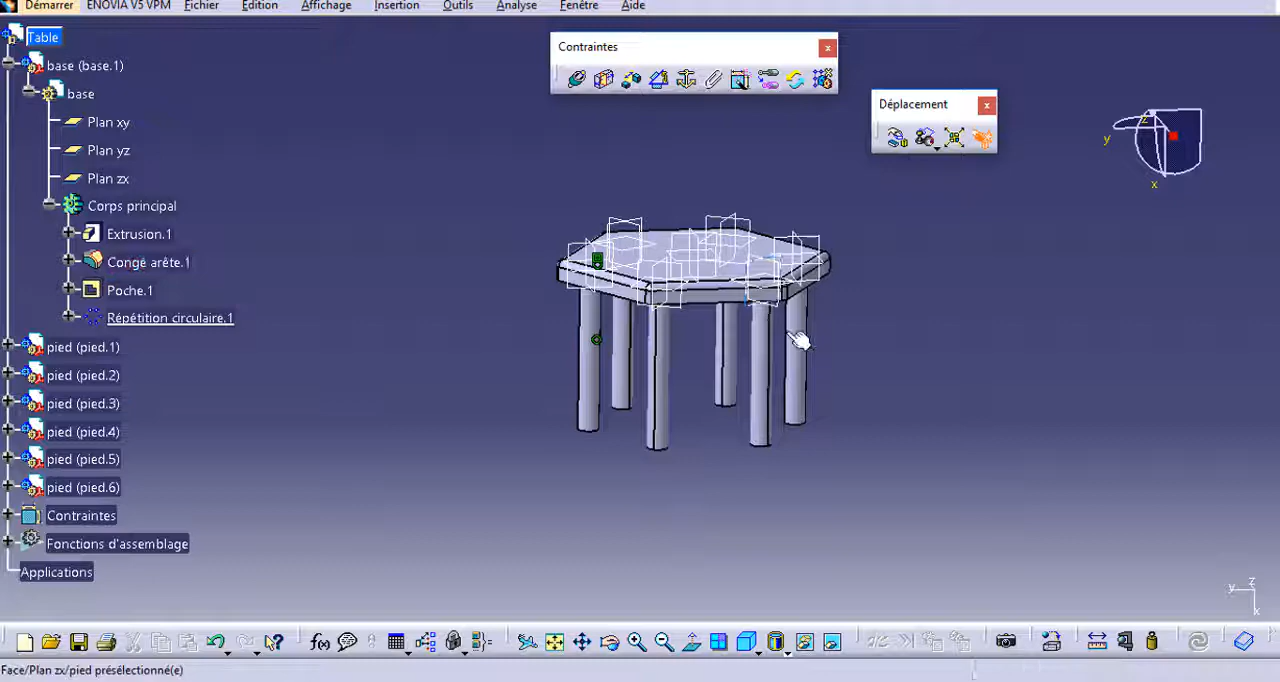 Démarrer ENOVIA V5 VPM Fichier Edition Affichage Insertion Outils Analyse Fenêtre Aide
Table
base (base.1)
base
Plan xy
Plan yz
Plan zx
Corps principal
Extrusion.1
Congé arête.1
Poche.1
Répétition circulaire.1
pied (pied.1)
pied (pied.2)
pied (pied.3)
pied (pied.4)
pied (pied.5)
pied (pied.6)
Contraintes
Fonctions d'assemblage
Applications
Contraintes
Déplacement
z
y
x
y z
x
f(x)
Face/Plan zx/pied présélectionné(e)